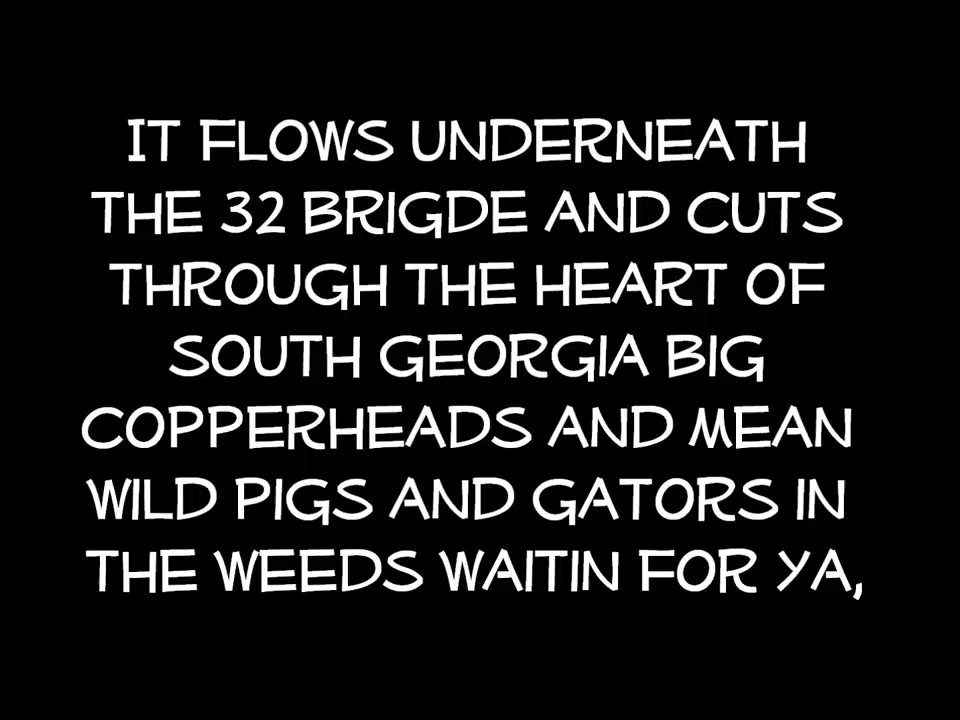 IT FLOWS UNDERNEATH
THE 32 BRIGDE AND CUTS
THROUGH THE HEART OF
SOUTH GEORGIA BIG
COPPERHEADS AND MEAN
WILD PIGS AND GATORS IN
THE WEEDS WAITIN FOR YA,